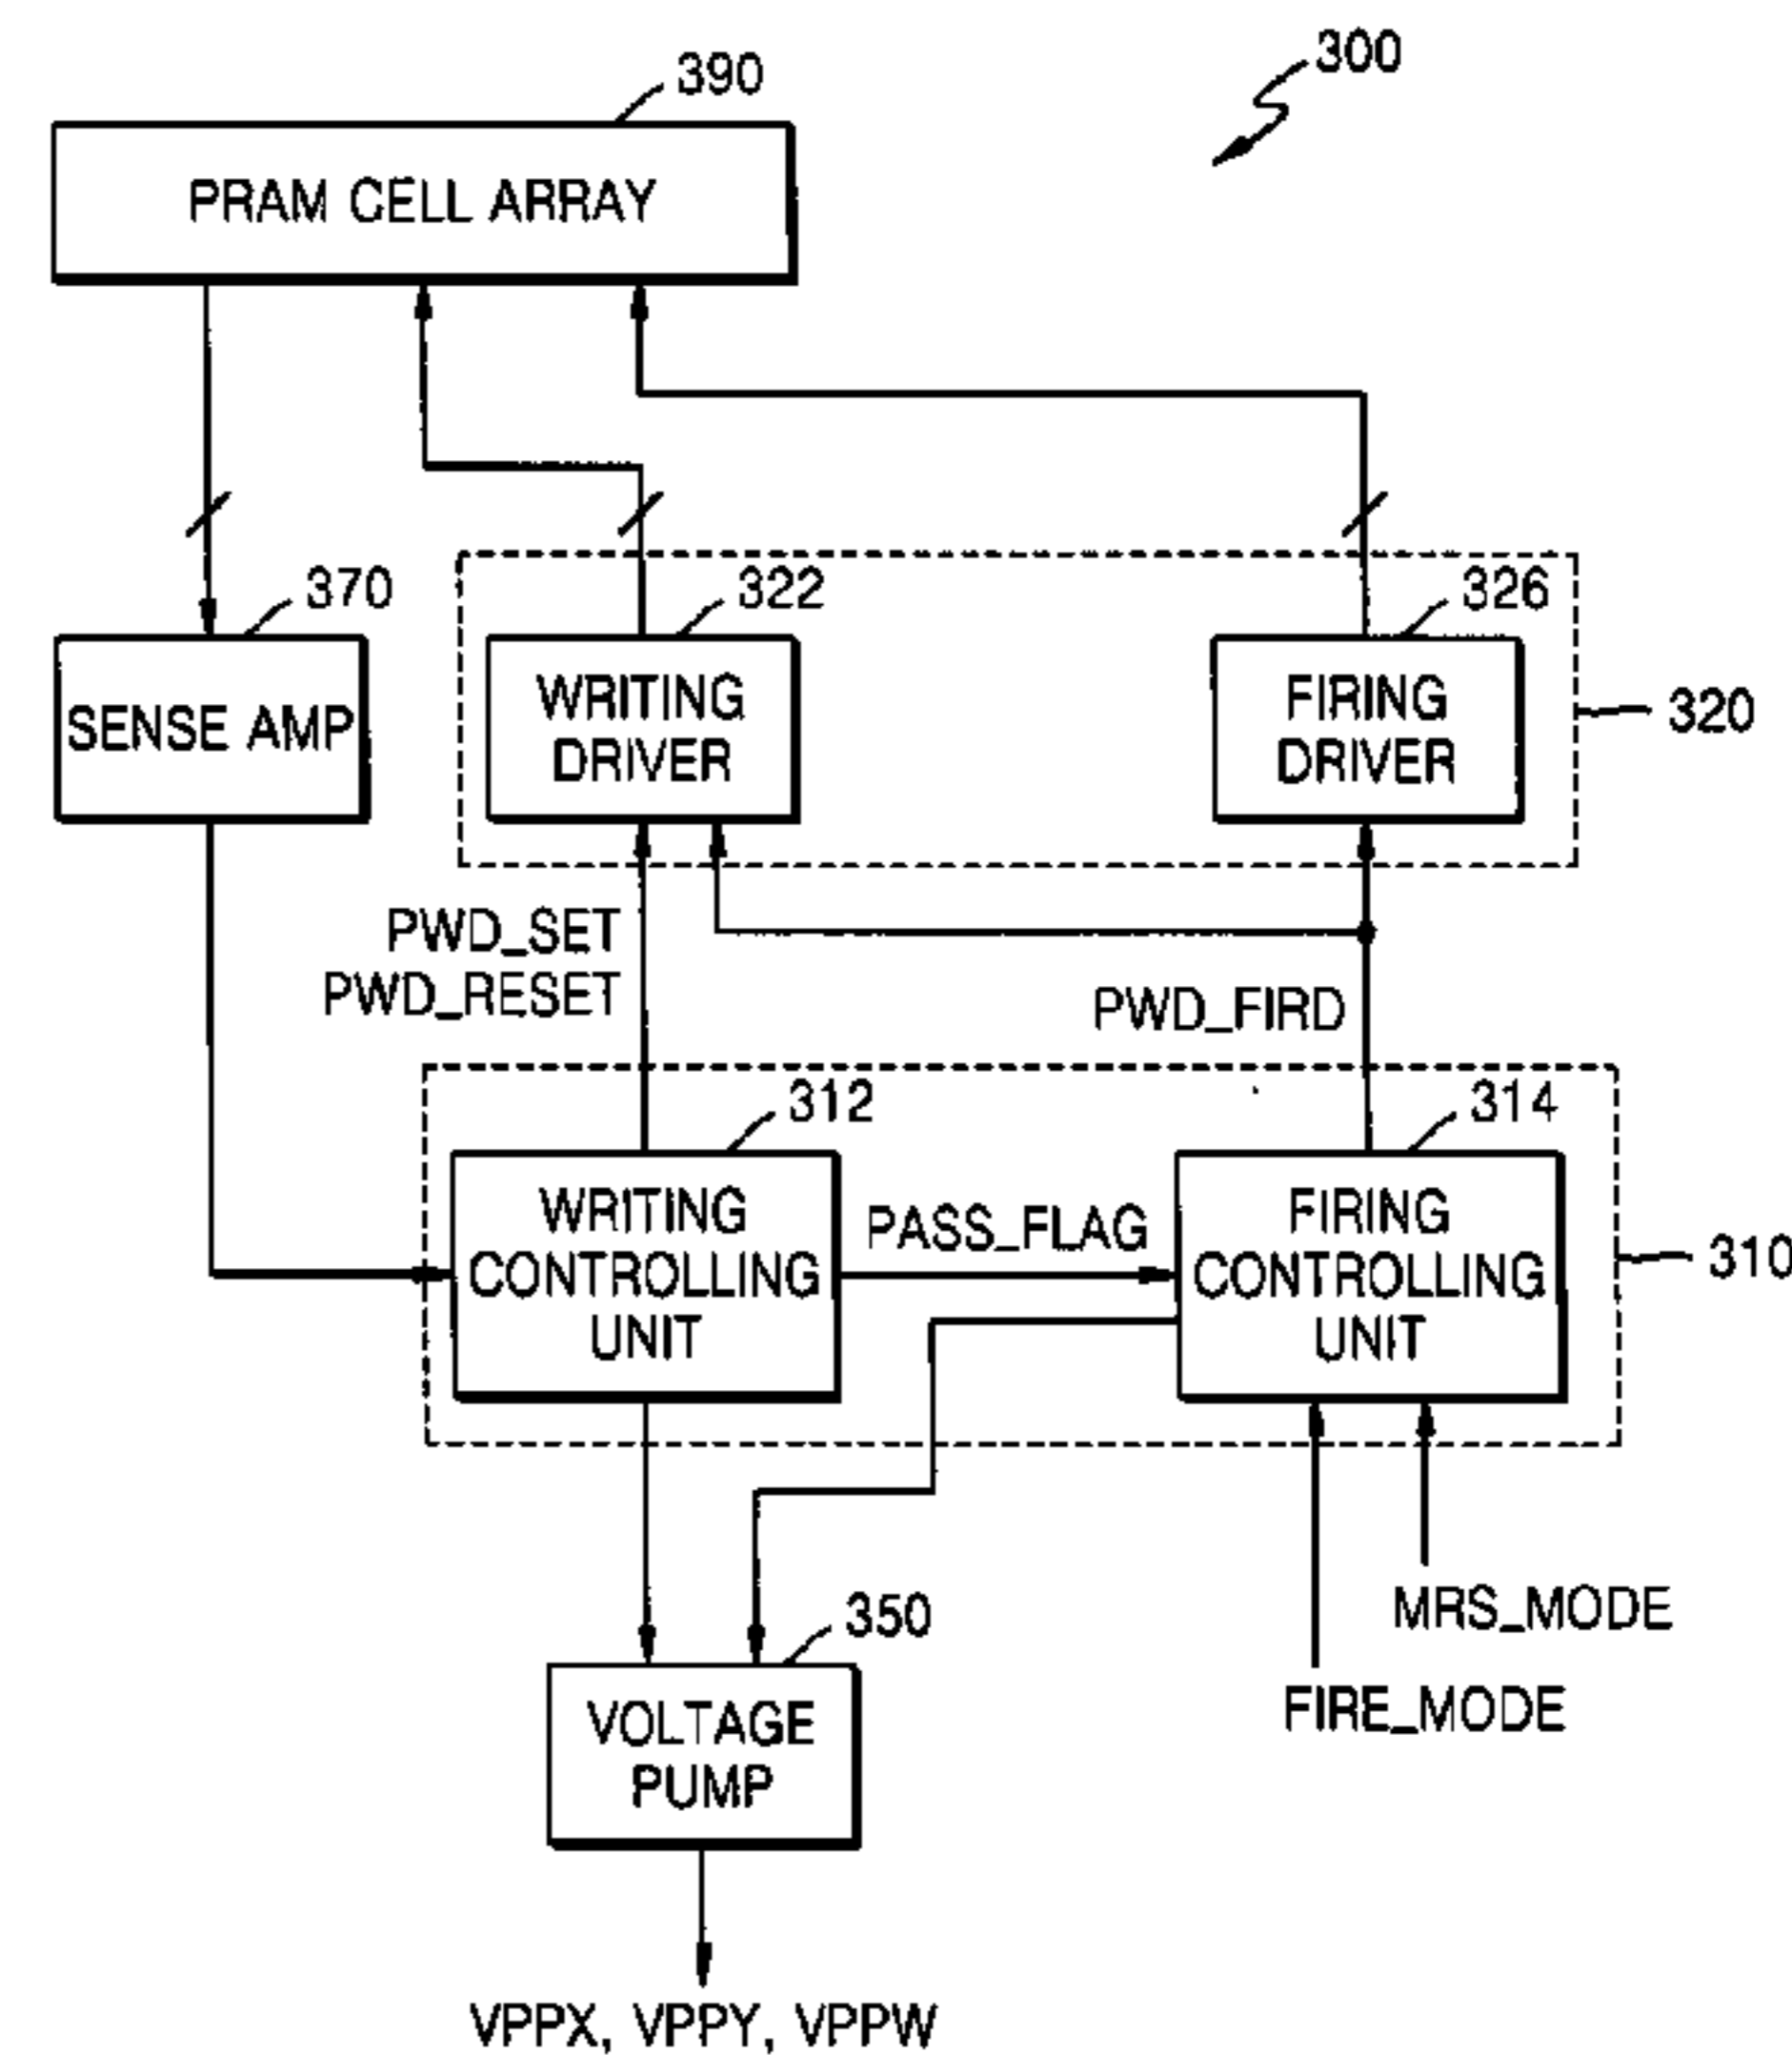 300
390
PRAM CELL ARRAY
370
322
326
SENSE AMP
WRITING
DRIVER
FIRING
DRIVER
320
PWD_SET
PWD_RESET
PWD_FIRD
312
314
WRITING
CONTROLLING
UNIT
PASS_FLAG
FIRING
CONTROLLING
UNIT
310
MRS_MODE
FIRE_MODE
350
VOLTAGE
PUMP
VPPX, VPPY, VPPW